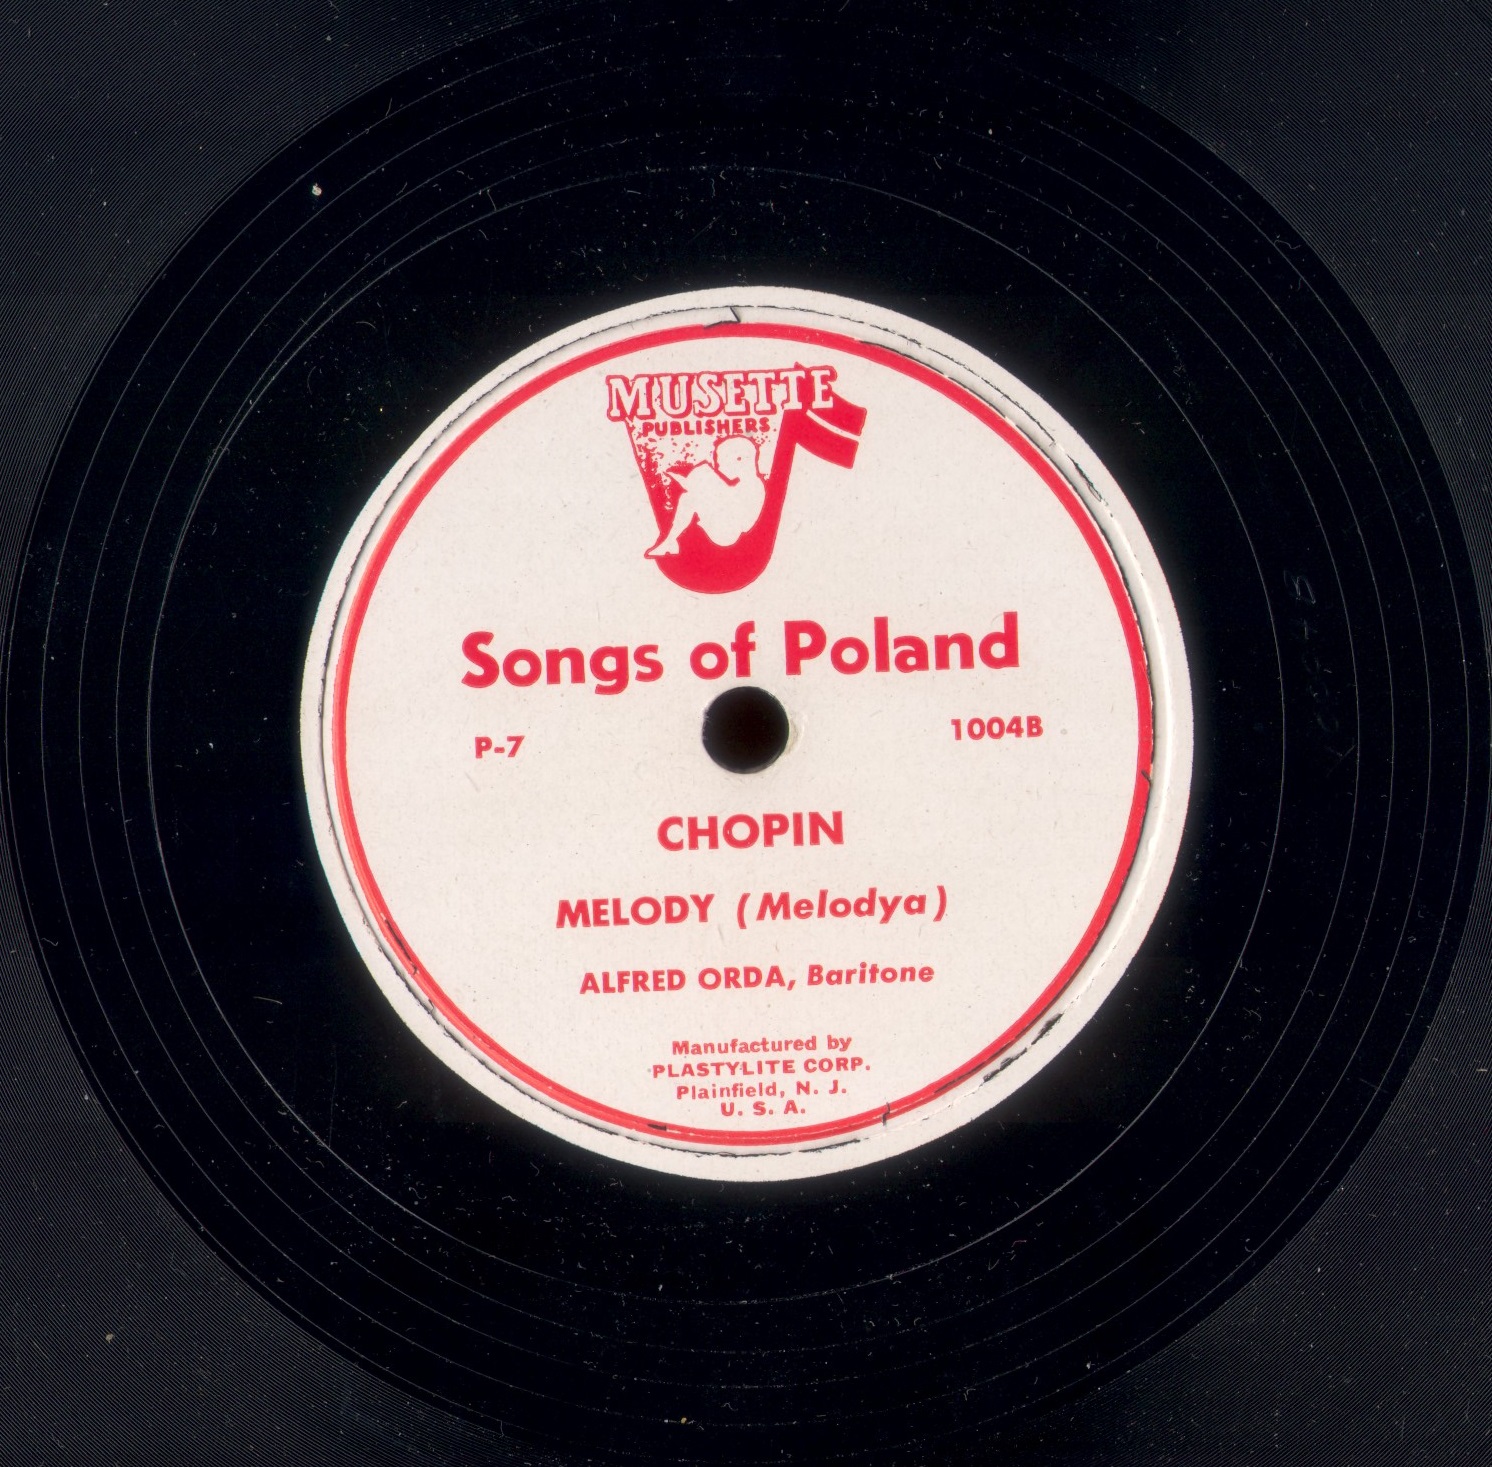 MUSETTE
PUBLISHERS
Songs of Poland
P-7 1004B
CHOPIN
MELODY (Melodya)
ALFRED ORDA, Baritone
Manufactured by
PLASTYLITE CORP.
Plainfield, N. J.
U. S. A.